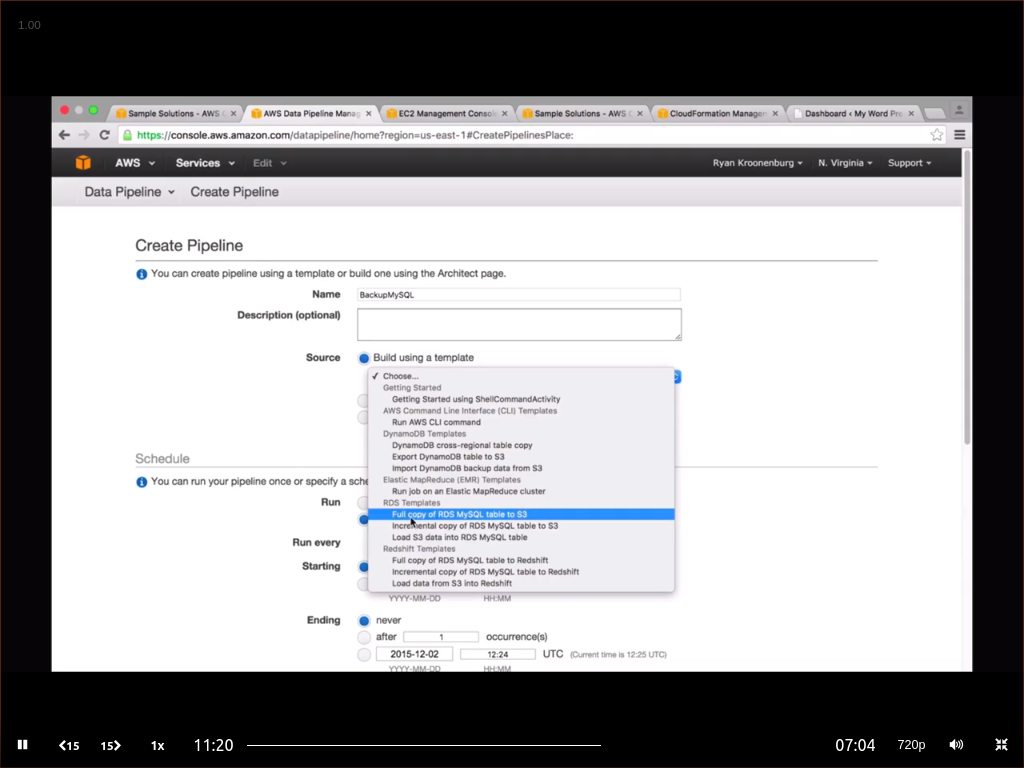 1.00
Sample Solutions - AWS
AWS Data Pipeline Manag
EC2 Management Console
Sample Solutions - AWS
CloudFormation Manager
Dashboard ‹ My Word Pre
https://console.aws.amazon.com/datapipeline/home?region=us-east-1#CreatePipelinesPlace:
AWS Services Edit Ryan Kroonenburg N. Virginia Support
Data Pipeline Create Pipeline
Create Pipeline
You can create pipeline using a template or build one using the Architect page.
Name BackupMySQL
Description (optional)
Source Build using a template
✓ Choose...
Getting Started
Getting Started using ShellCommandActivity
AWS Command Line Interface (CLI) Templates
Run AWS CLI command
DynamoDB Templates
DynamoDB cross-regional table copy
Export DynamoDB table to S3
Import DynamoDB backup data from S3
Elastic MapReduce (EMR) Templates
Run job on an Elastic MapReduce cluster
RDS Templates
Full copy of RDS MySQL table to S3
Incremental copy of RDS MySQL table to S3
Load S3 data into RDS MySQL table
Redshift Templates
Full copy of RDS MySQL table to Redshift
Incremental copy of RDS MySQL table to Redshift
Load data from S3 into Redshift
Schedule
You can run your pipeline once or specify a sche
Run
Run every
Starting
YYYY-MM-DD HH:MM
Ending never
after 1 occurrence(s)
2015-12-02 12:24 UTC (Current time is 12:25 UTC)
YYYY-MM-DD HH:MM
15 15 1x 11:20 07:04 720p